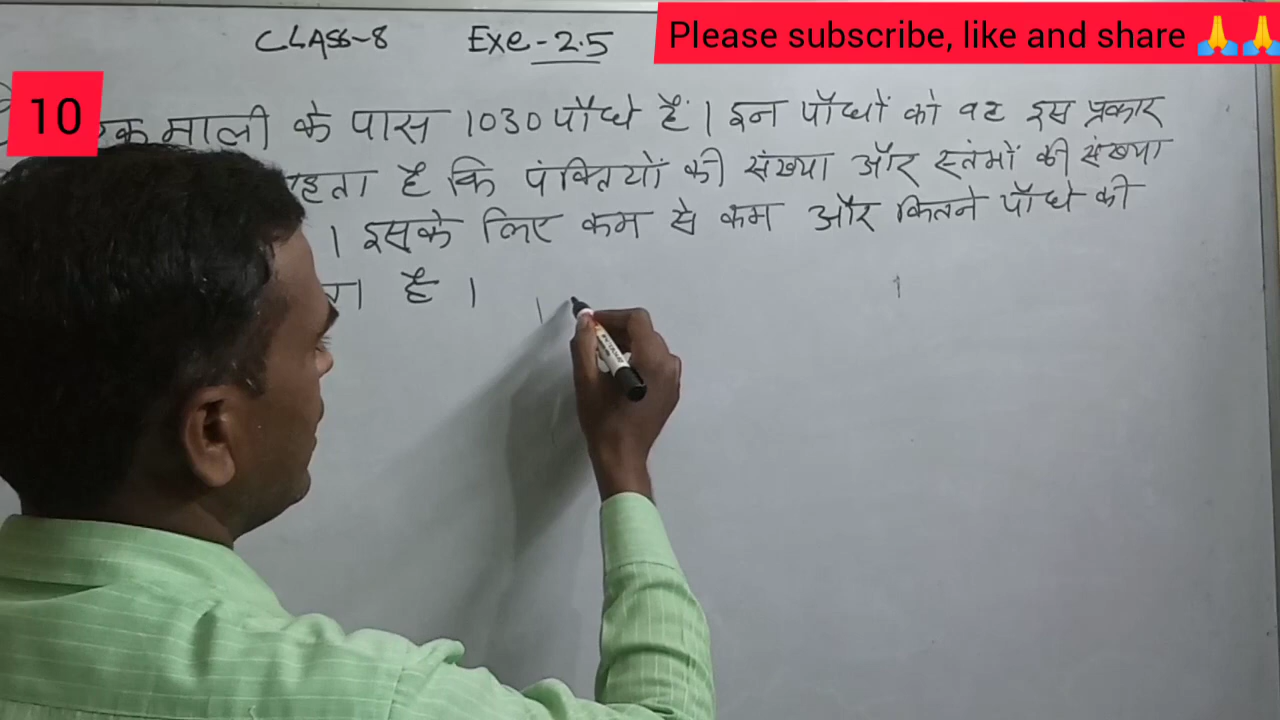 CLASS-8 Exe-2.5
Please subscribe, like and share 🙏🙏
10
माली के पास 1030 पौधे हैं। इन पौधों को वह इस प्रकार
है कि पंक्तियों की संख्या और स्तंभों की संख्या
। इसके लिए कम से कम और कितने पौधे की
है ।